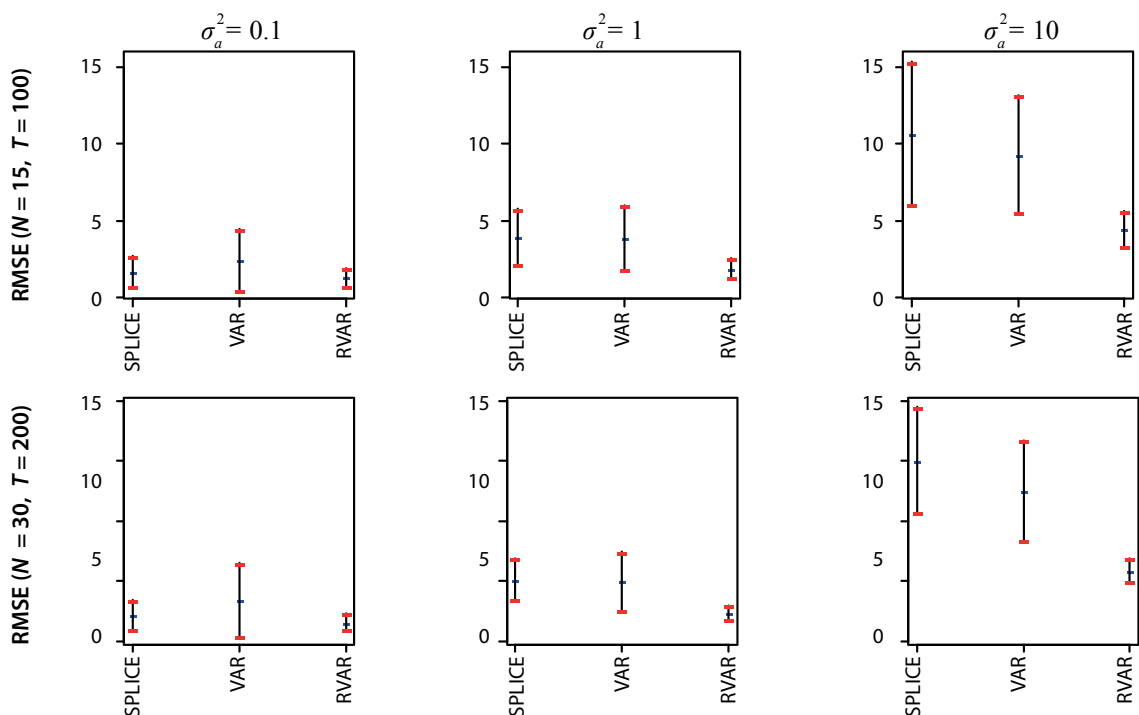 σ²ₐ = 0.1
σ²ₐ = 1
σ²ₐ = 10
RMSE (N = 15, T = 100)
15
10
5
0
SPLICE
VAR
RVAR
15
10
5
0
SPLICE
VAR
RVAR
15
10
5
0
SPLICE
VAR
RVAR
RMSE (N = 30, T = 200)
15
10
5
0
SPLICE
VAR
RVAR
15
10
5
0
SPLICE
VAR
RVAR
15
10
5
0
SPLICE
VAR
RVAR